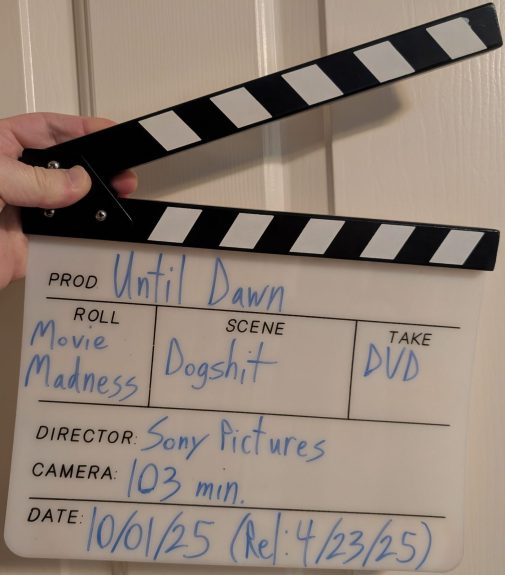 PROD Until Dawn
ROLL SCENE TAKE
Movie Madness Dogshit DVD
DIRECTOR: Sony Pictures
CAMERA: 103 min.
DATE: 10/01/25 (Rel: 4/23/25)